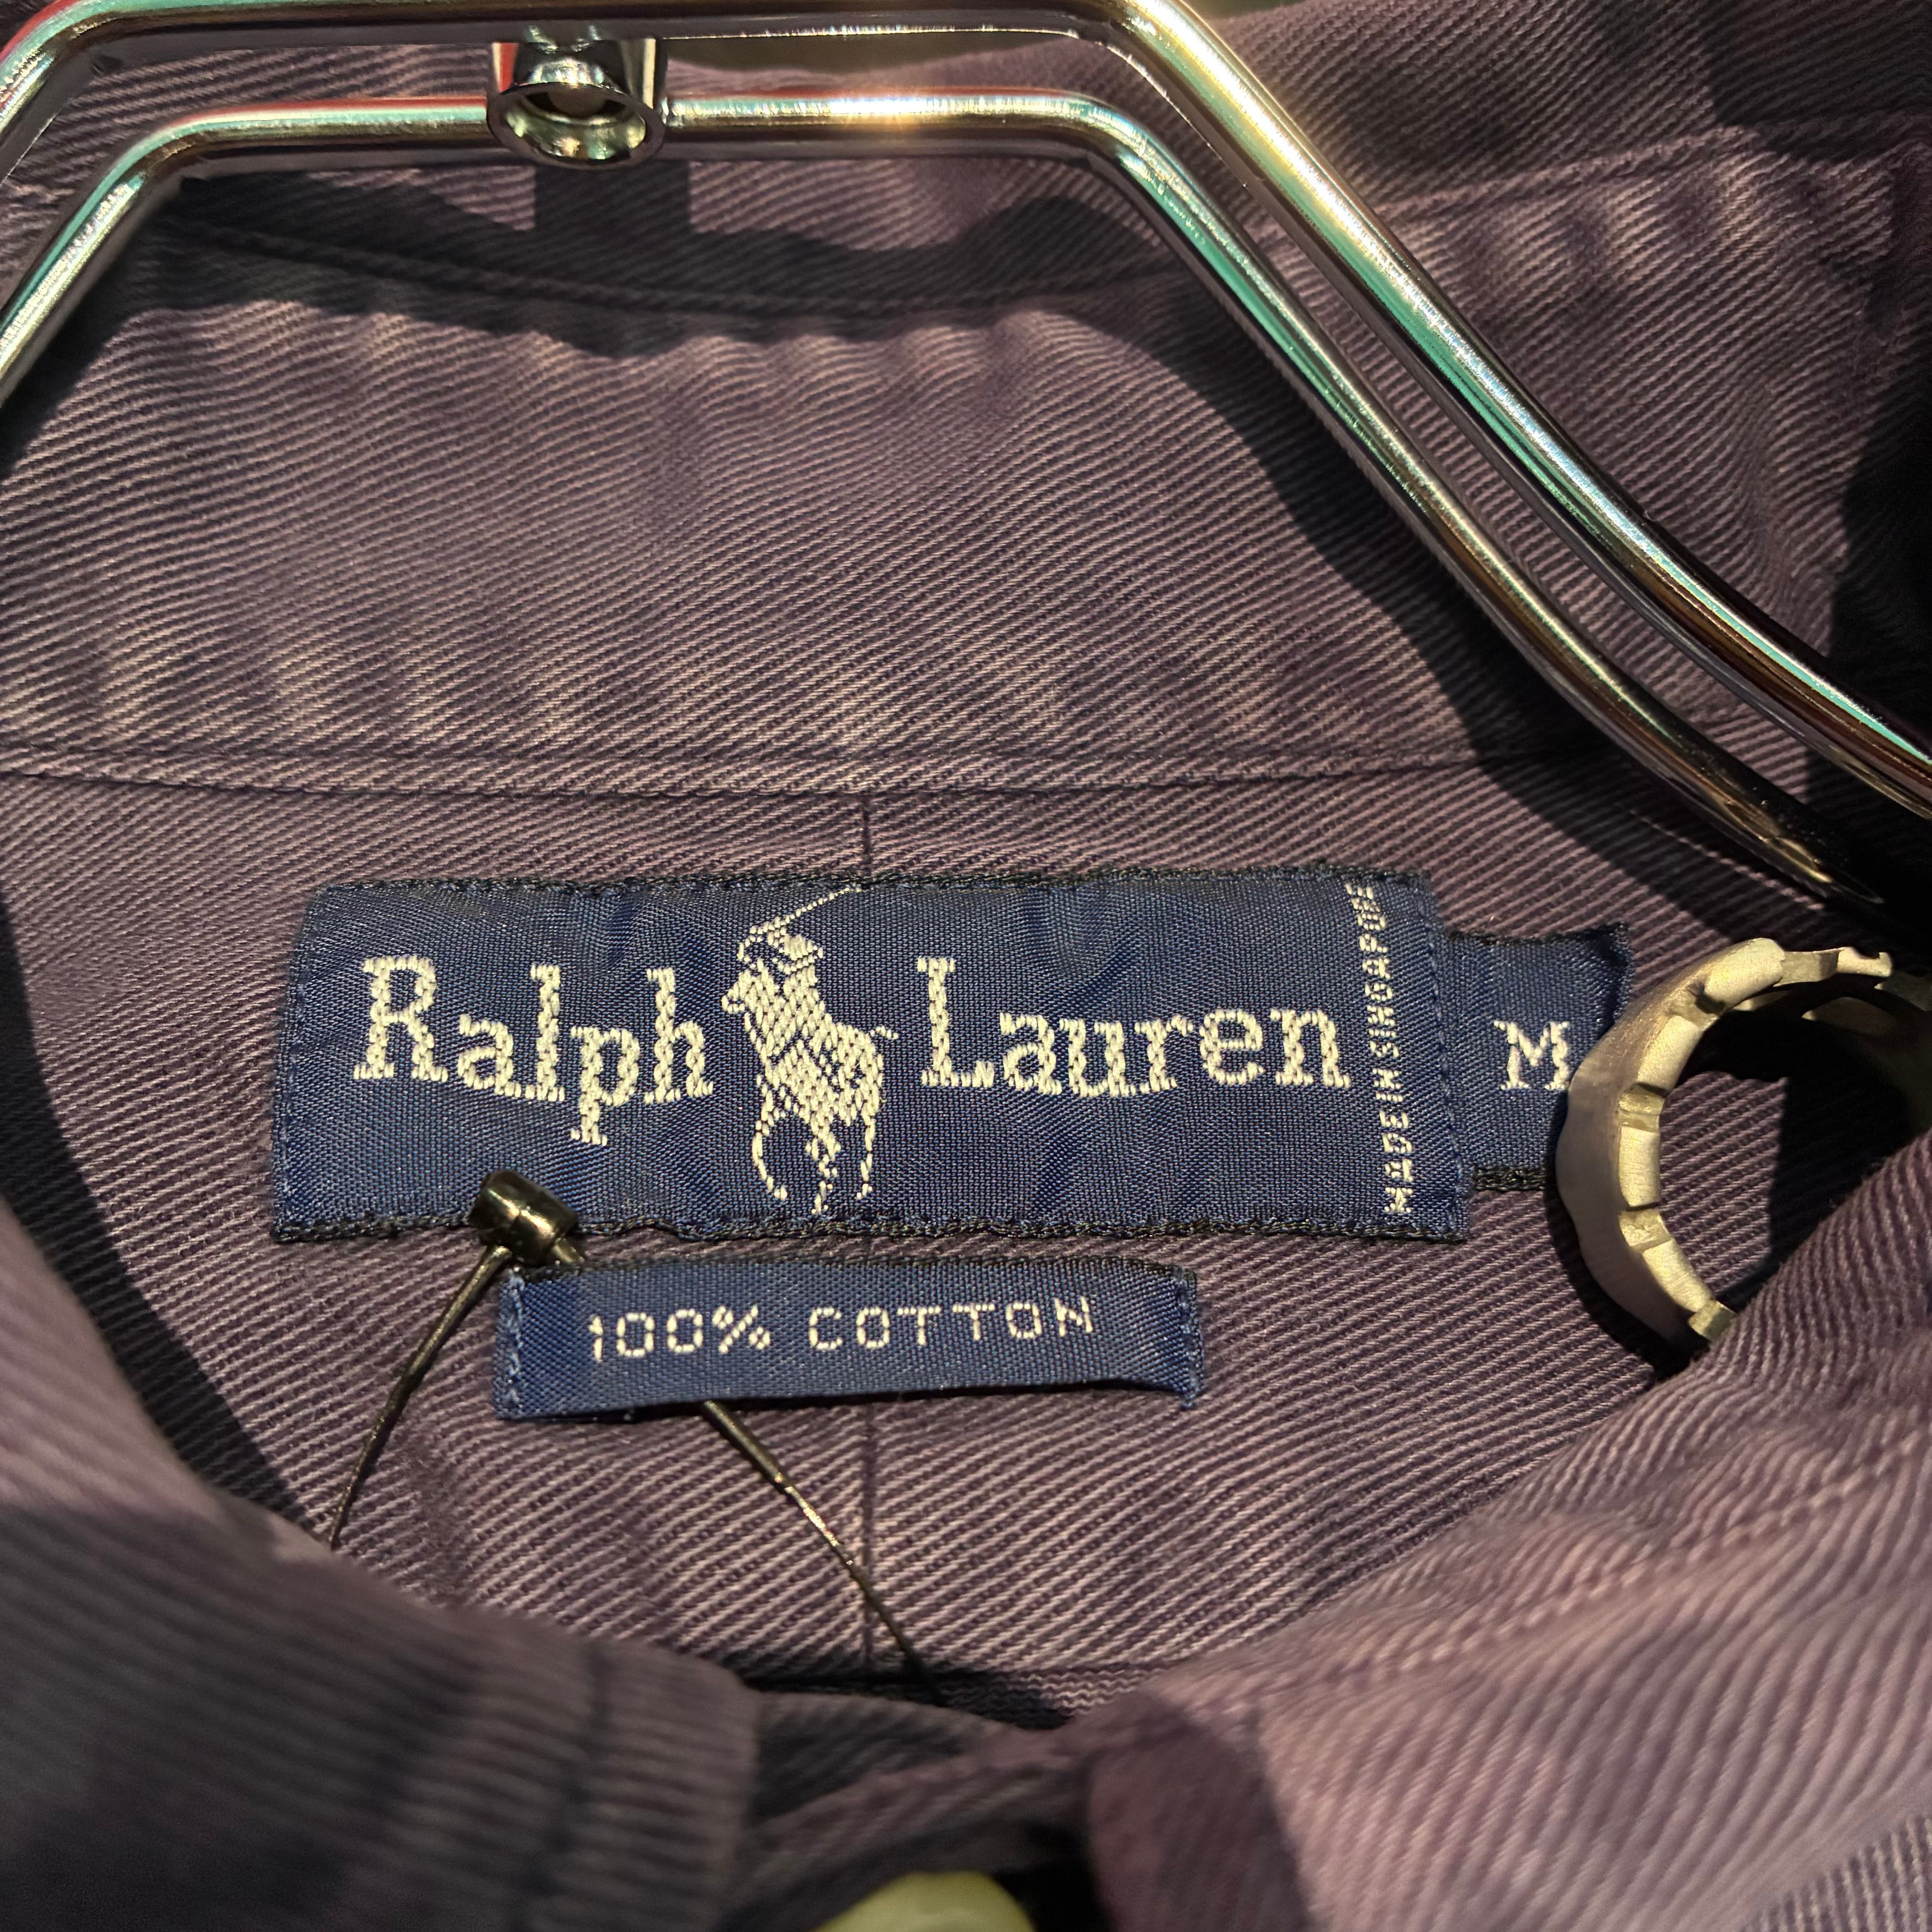 Ralph Lauren
MADE IN SINGAPORE
M
100% COTTON